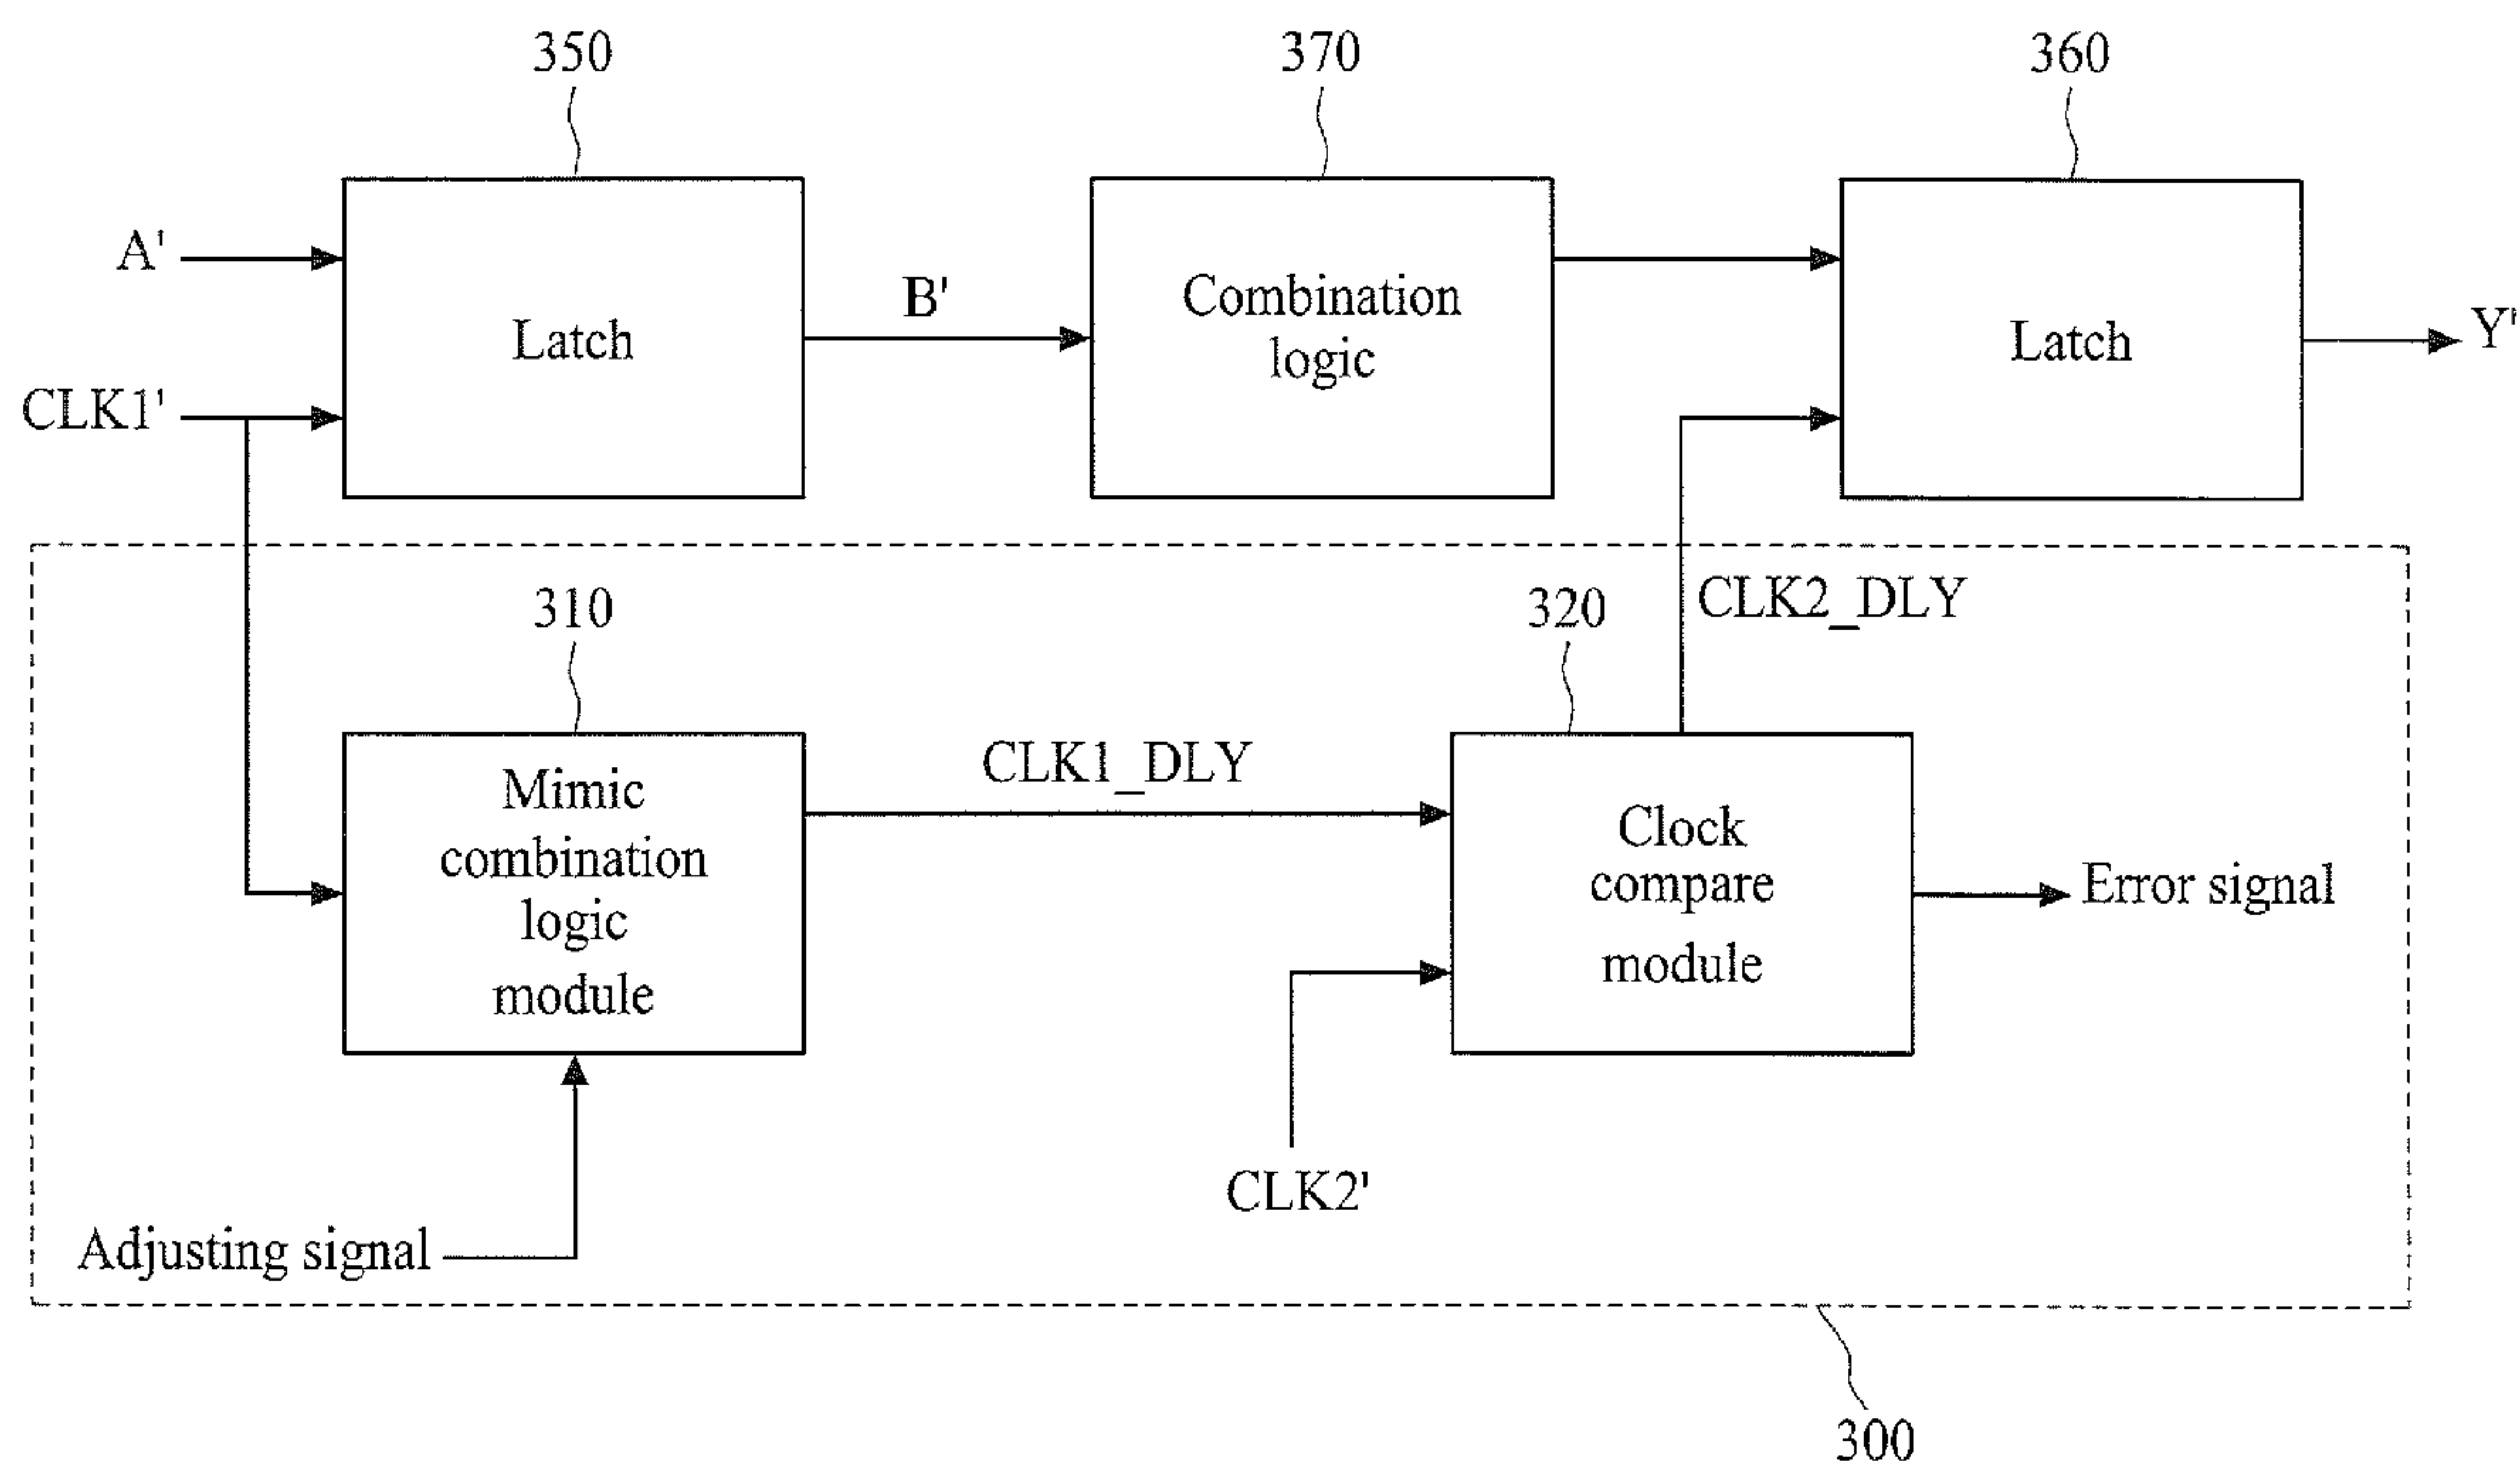 350
370
360
A'
Latch
B'
Combination
logic
Latch
Y'
CLK1'
310
320
CLK2_DLY
Mimic
combination
logic
module
CLK1_DLY
Clock
compare
module
Error signal
CLK2'
Adjusting signal
300